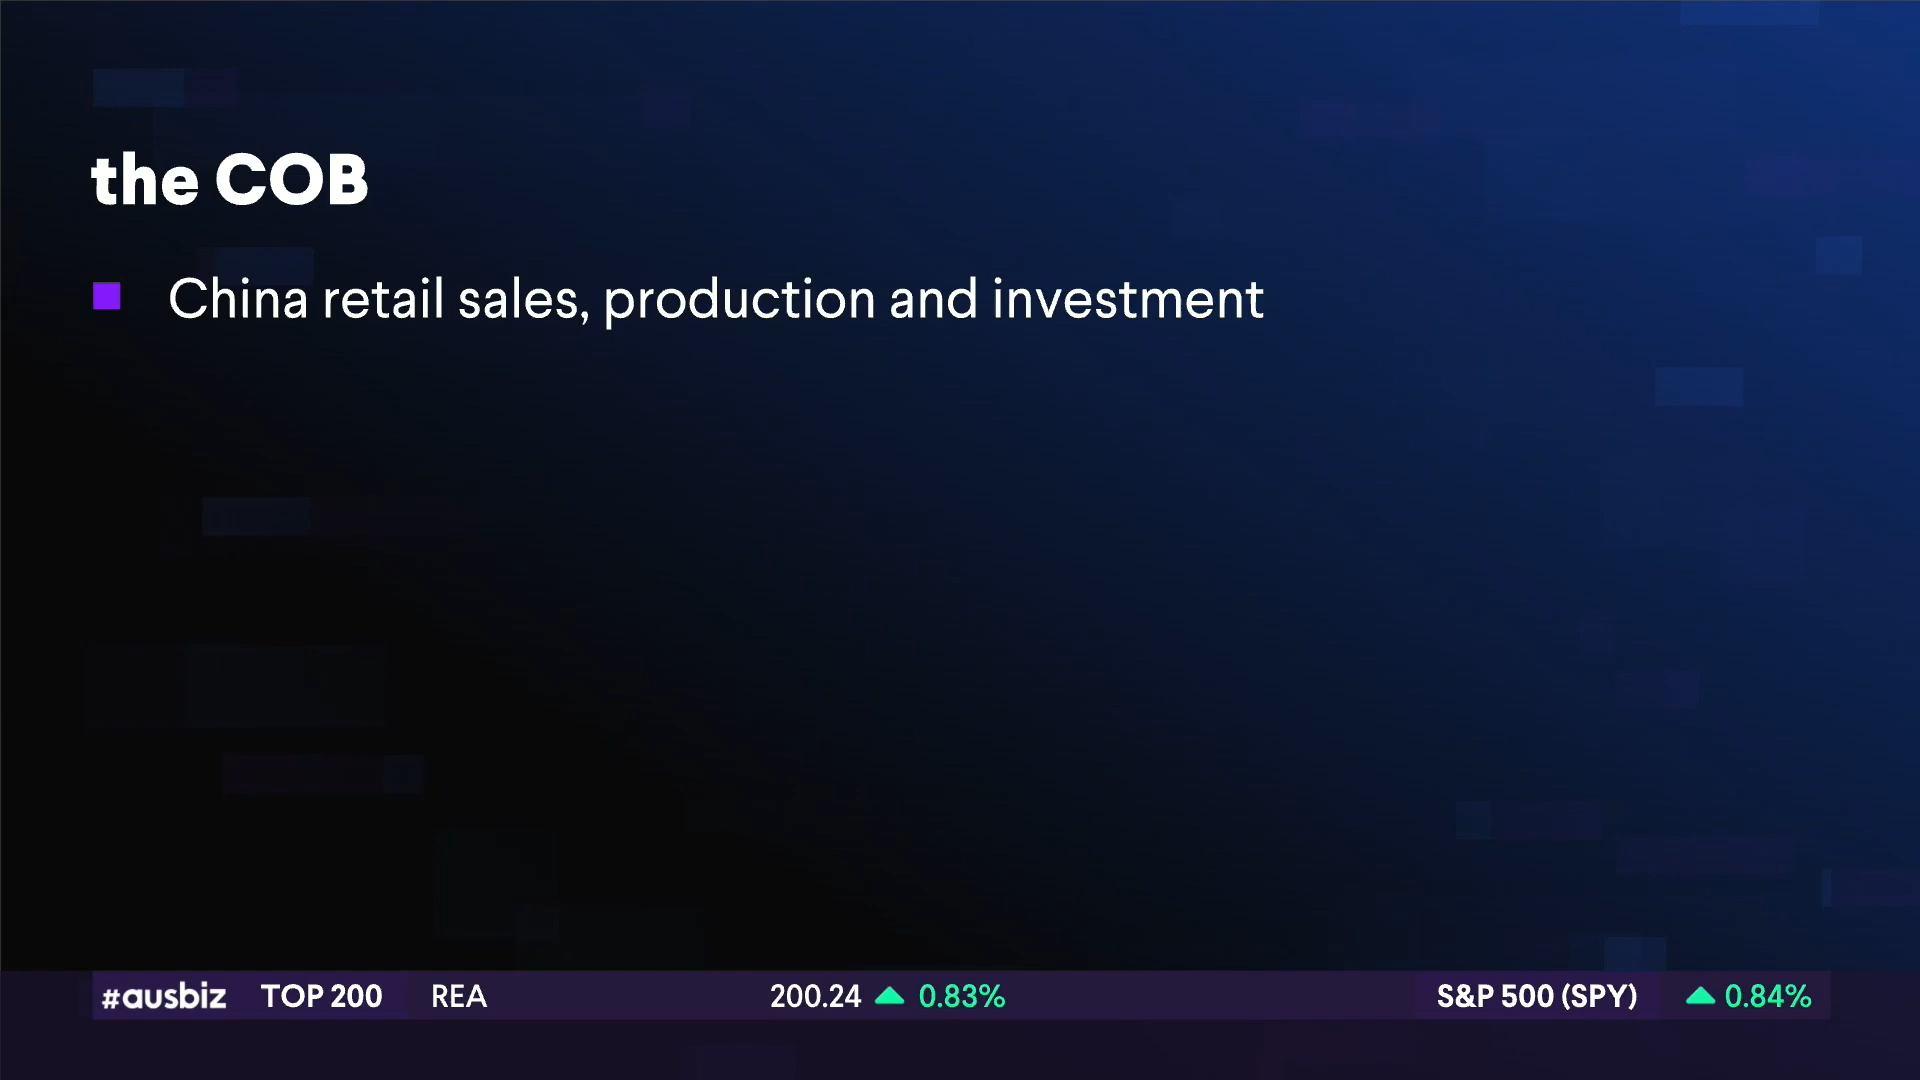 the COB
China retail sales, production and investment
#ausbiz TOP 200 REA 200.24 0.83% S&P 500 (SPY) 0.84%